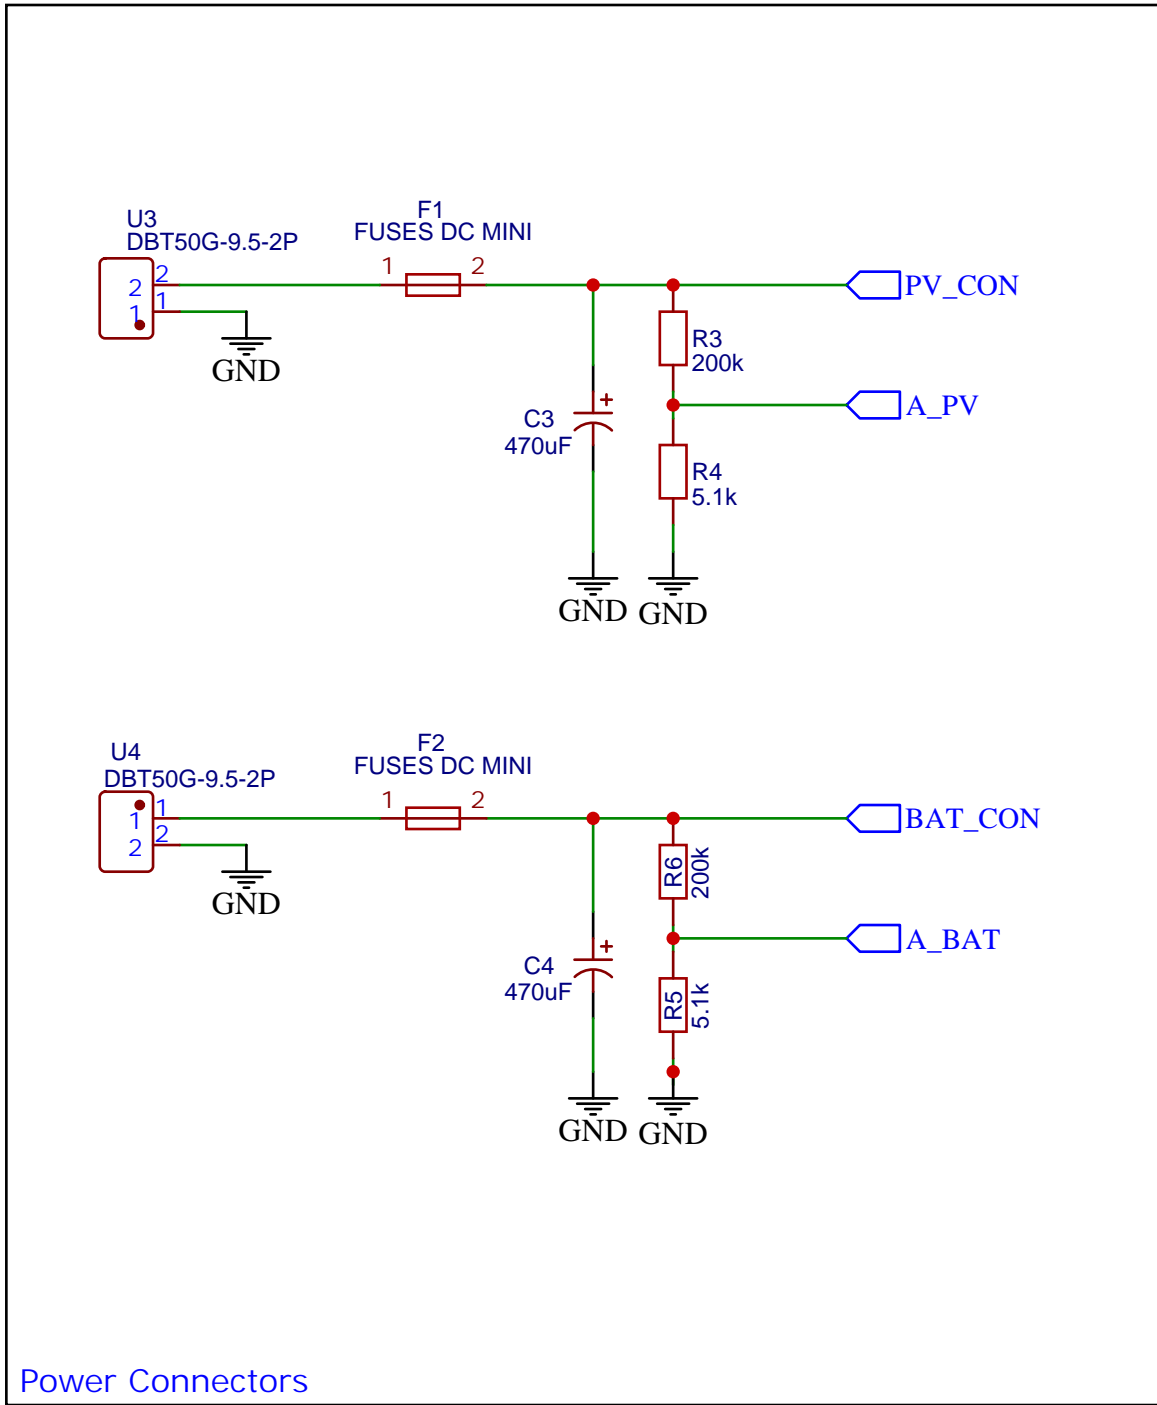 U3
DBT50G-9.5-2P
2
2
1
1
GND
F1
FUSES DC MINI
1
2
PV_CON
R3
200k
A_PV
C3
470uF
R4
5.1k
GND
GND
U4
DBT50G-9.5-2P
1
1
2
2
GND
F2
FUSES DC MINI
1
2
BAT_CON
R6
200k
A_BAT
C4
470uF
R5
5.1k
GND
GND
Power Connectors